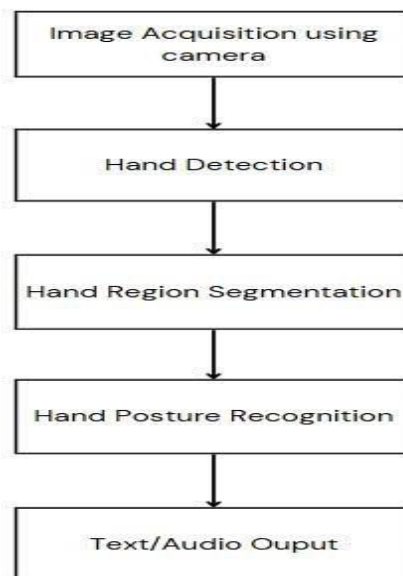 Image Acquisition using
camera
Hand Detection
Hand Region Segmentation
Hand Posture Recognition
Text/Audio Ouput